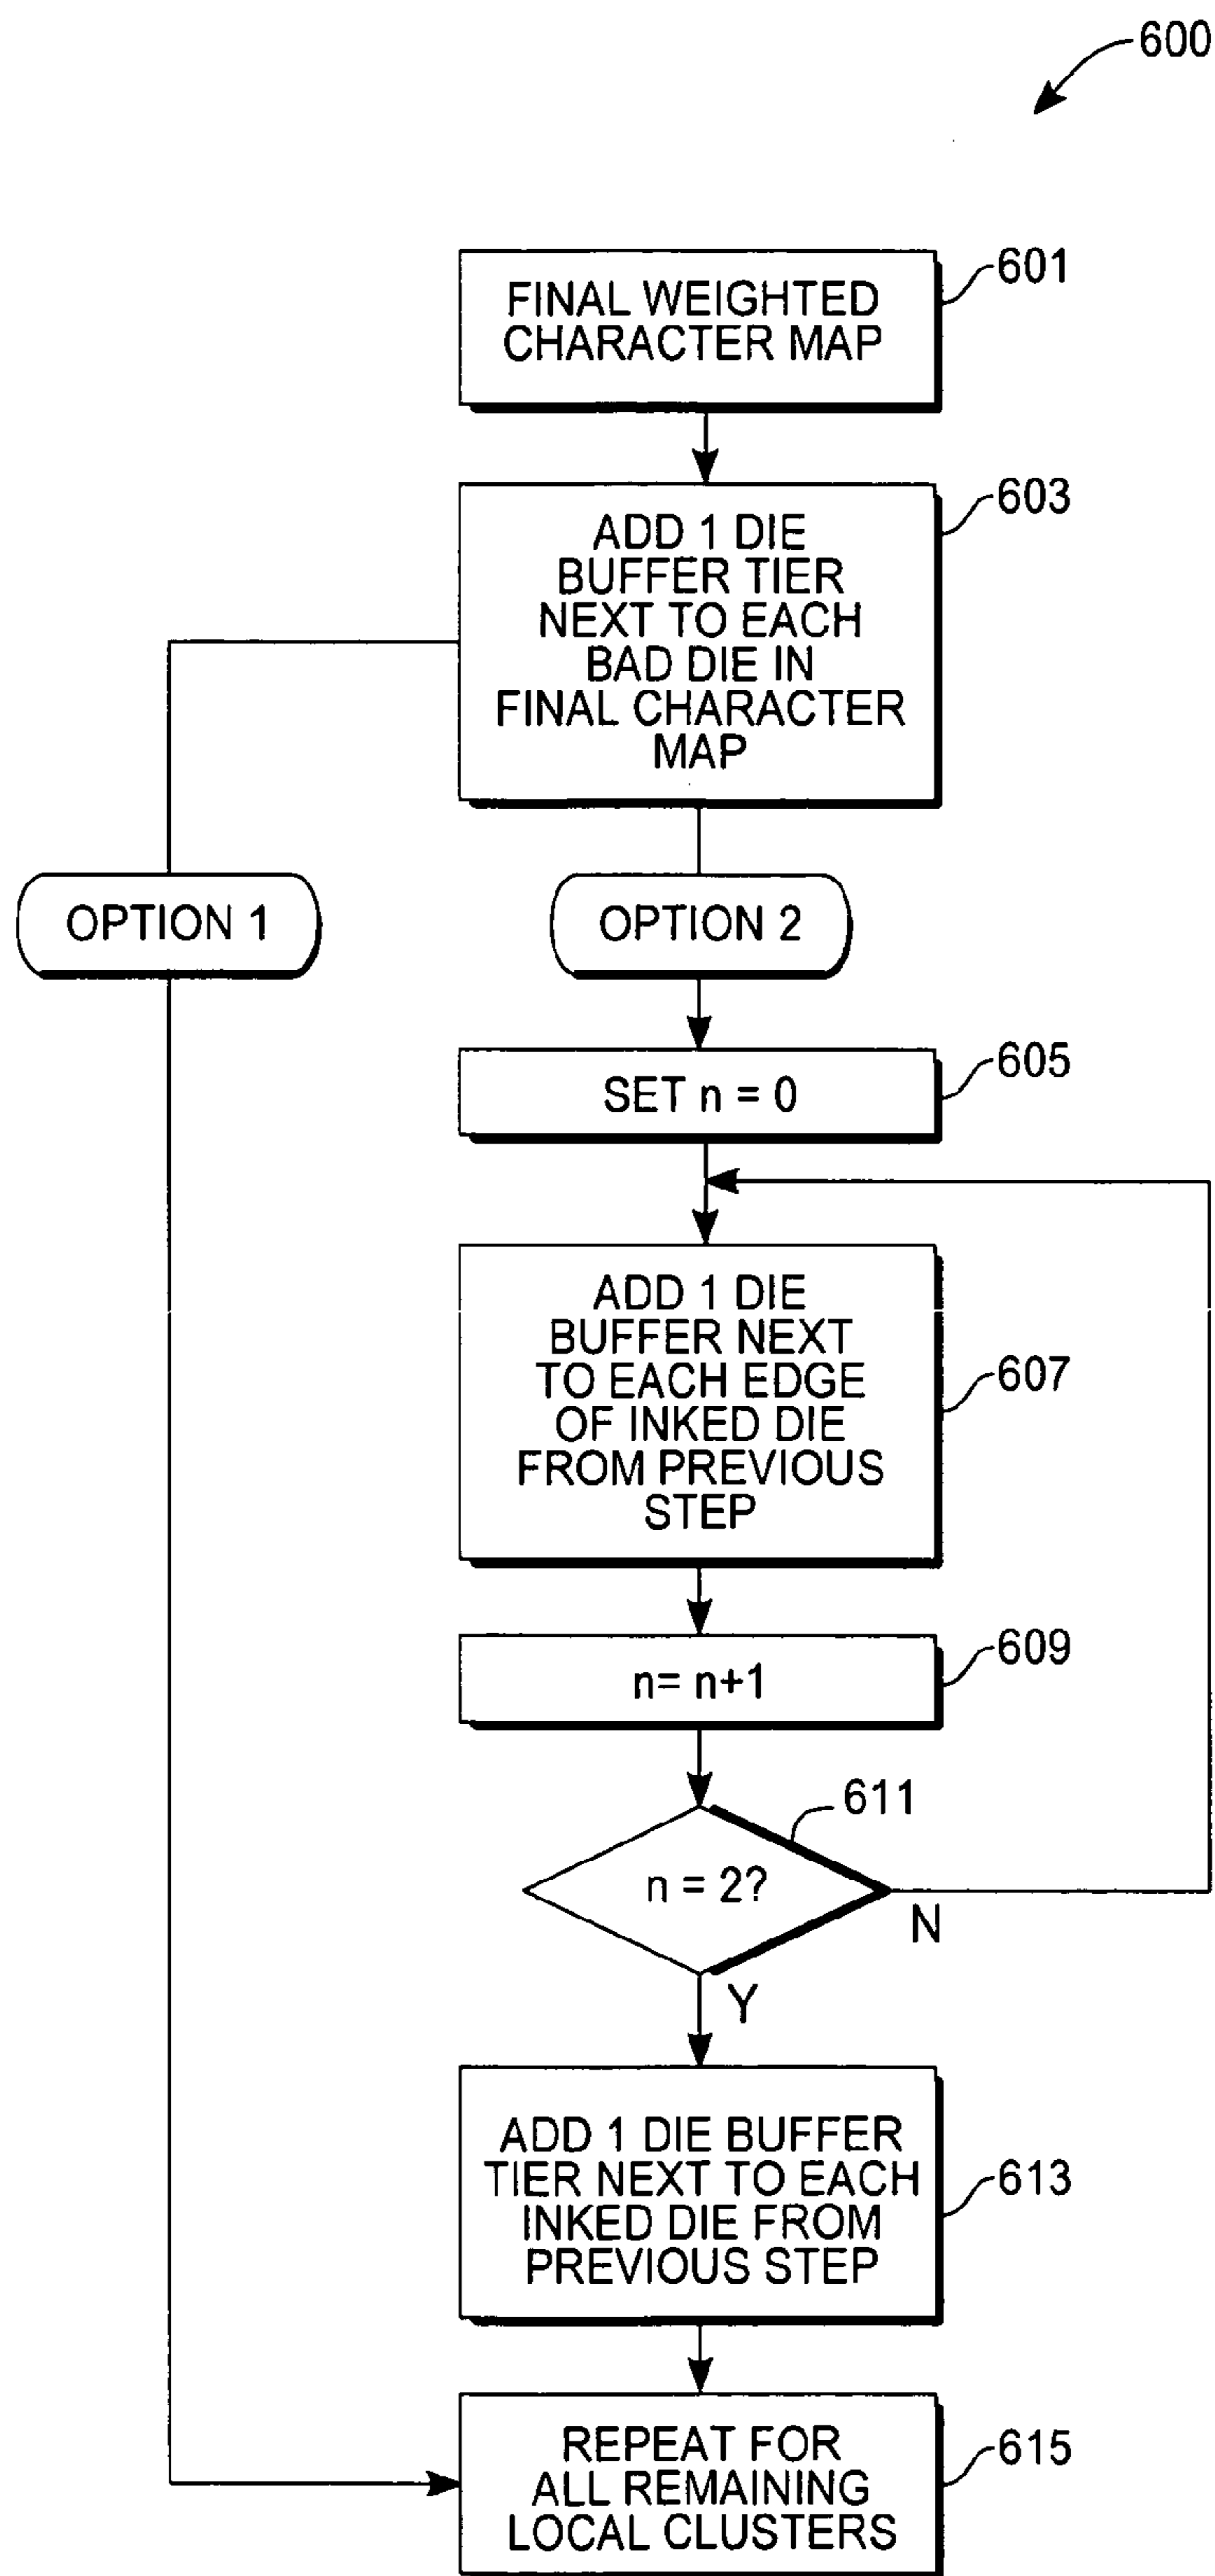 600
601
FINAL WEIGHTED
CHARACTER MAP
603
ADD 1 DIE
BUFFER TIER
NEXT TO EACH
BAD DIE IN
FINAL CHARACTER
MAP
OPTION 1
OPTION 2
605
SET n = 0
607
ADD 1 DIE
BUFFER NEXT
TO EACH EDGE
OF INKED DIE
FROM PREVIOUS
STEP
609
n= n+1
611
n = 2?
N
Y
613
ADD 1 DIE BUFFER
TIER NEXT TO EACH
INKED DIE FROM
PREVIOUS STEP
615
REPEAT FOR
ALL REMAINING
LOCAL CLUSTERS